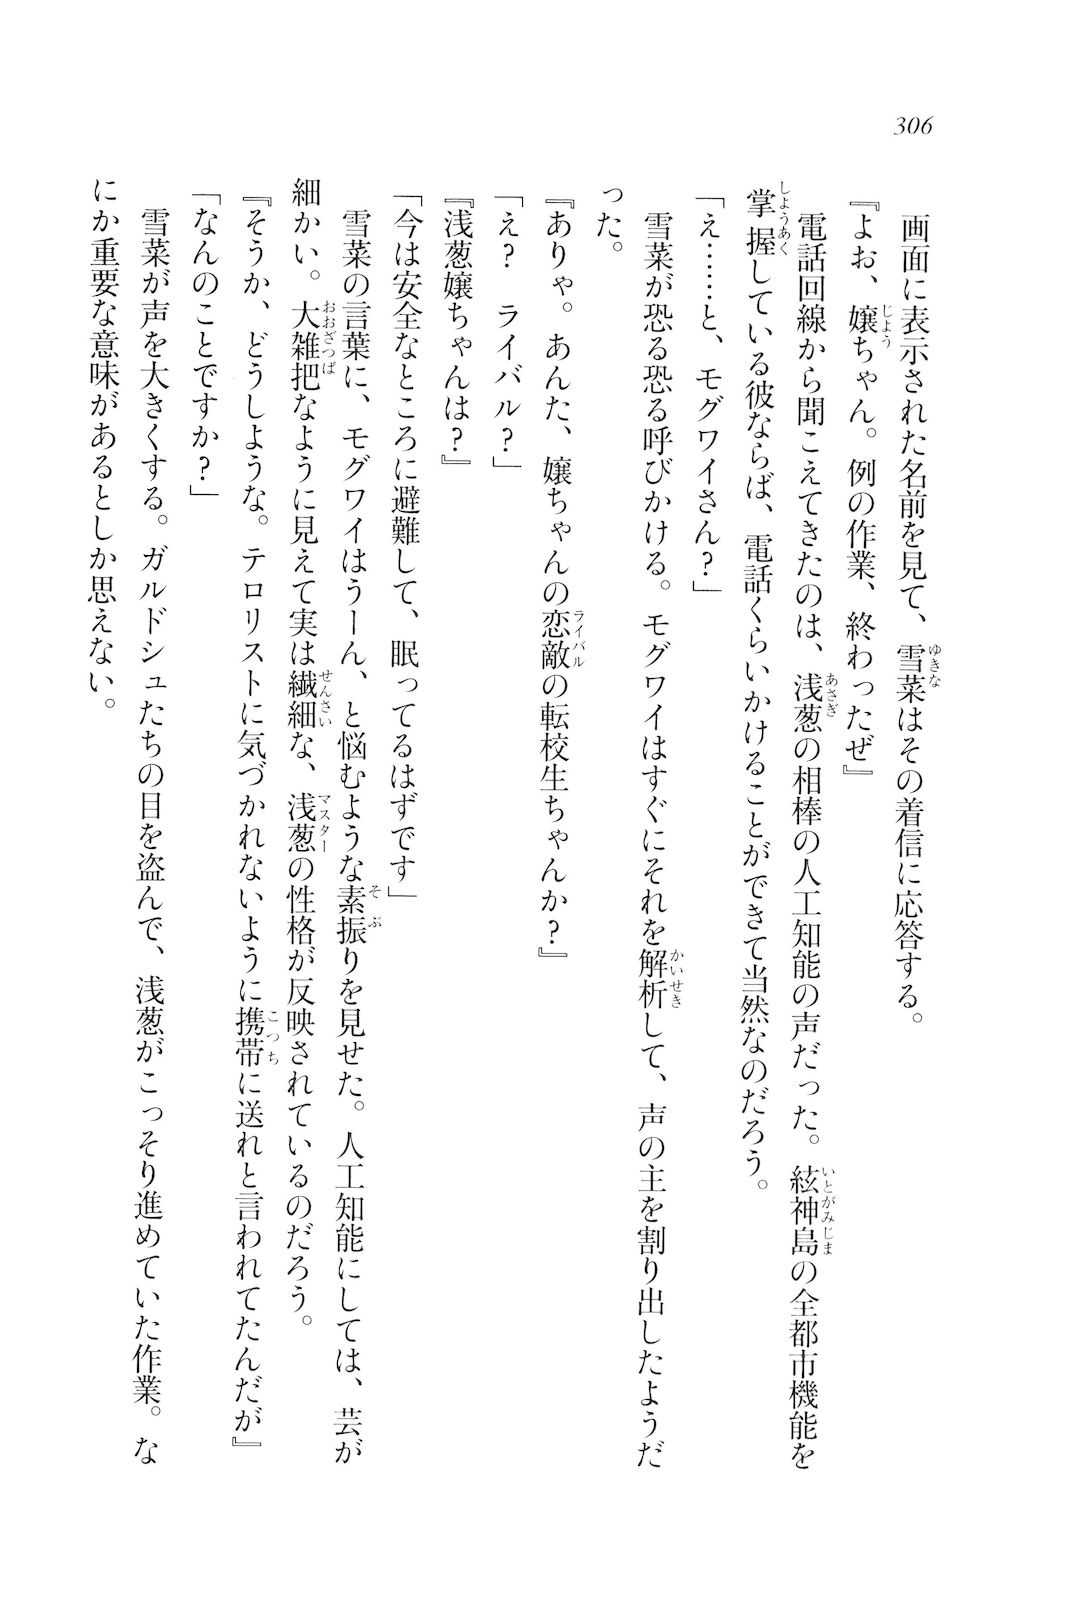 306
画面に表示された名前を見て、雪菜はその着信に応答する。
『よお、嬢ちゃん。例の作業、終わったぜ』
電話回線から聞こえてきたのは、浅葱の相棒の人工知能の声だった。絃神島の全都市機能を
掌握している彼ならば、電話くらいかけることができて当然なのだろう。
「え……と、モグワイさん？」
雪菜が恐る恐る呼びかける。モグワイはすぐにそれを解析して、声の主を割り出したようだ
った。
『ありゃ。あんた、嬢ちゃんの恋敵の転校生ちゃんか？』
「え？　ライバル？」
『浅葱嬢ちゃんは？』
「今は安全なところに避難して、眠ってるはずです」
雪菜の言葉に、モグワイはうーん、と悩むような素振りを見せた。人工知能にしては、芸が
細かい。大雑把なように見えて実は繊細な、浅葱の性格が反映されているのだろう。
『そうか、どうしような。テロリストに気づかれないように携帯に送れと言われてたんだが』
「なんのことですか？」
雪菜が声を大きくする。ガルドシュたちの目を盗んで、浅葱がこっそり進めていた作業。な
にか重要な意味があるとしか思えない。